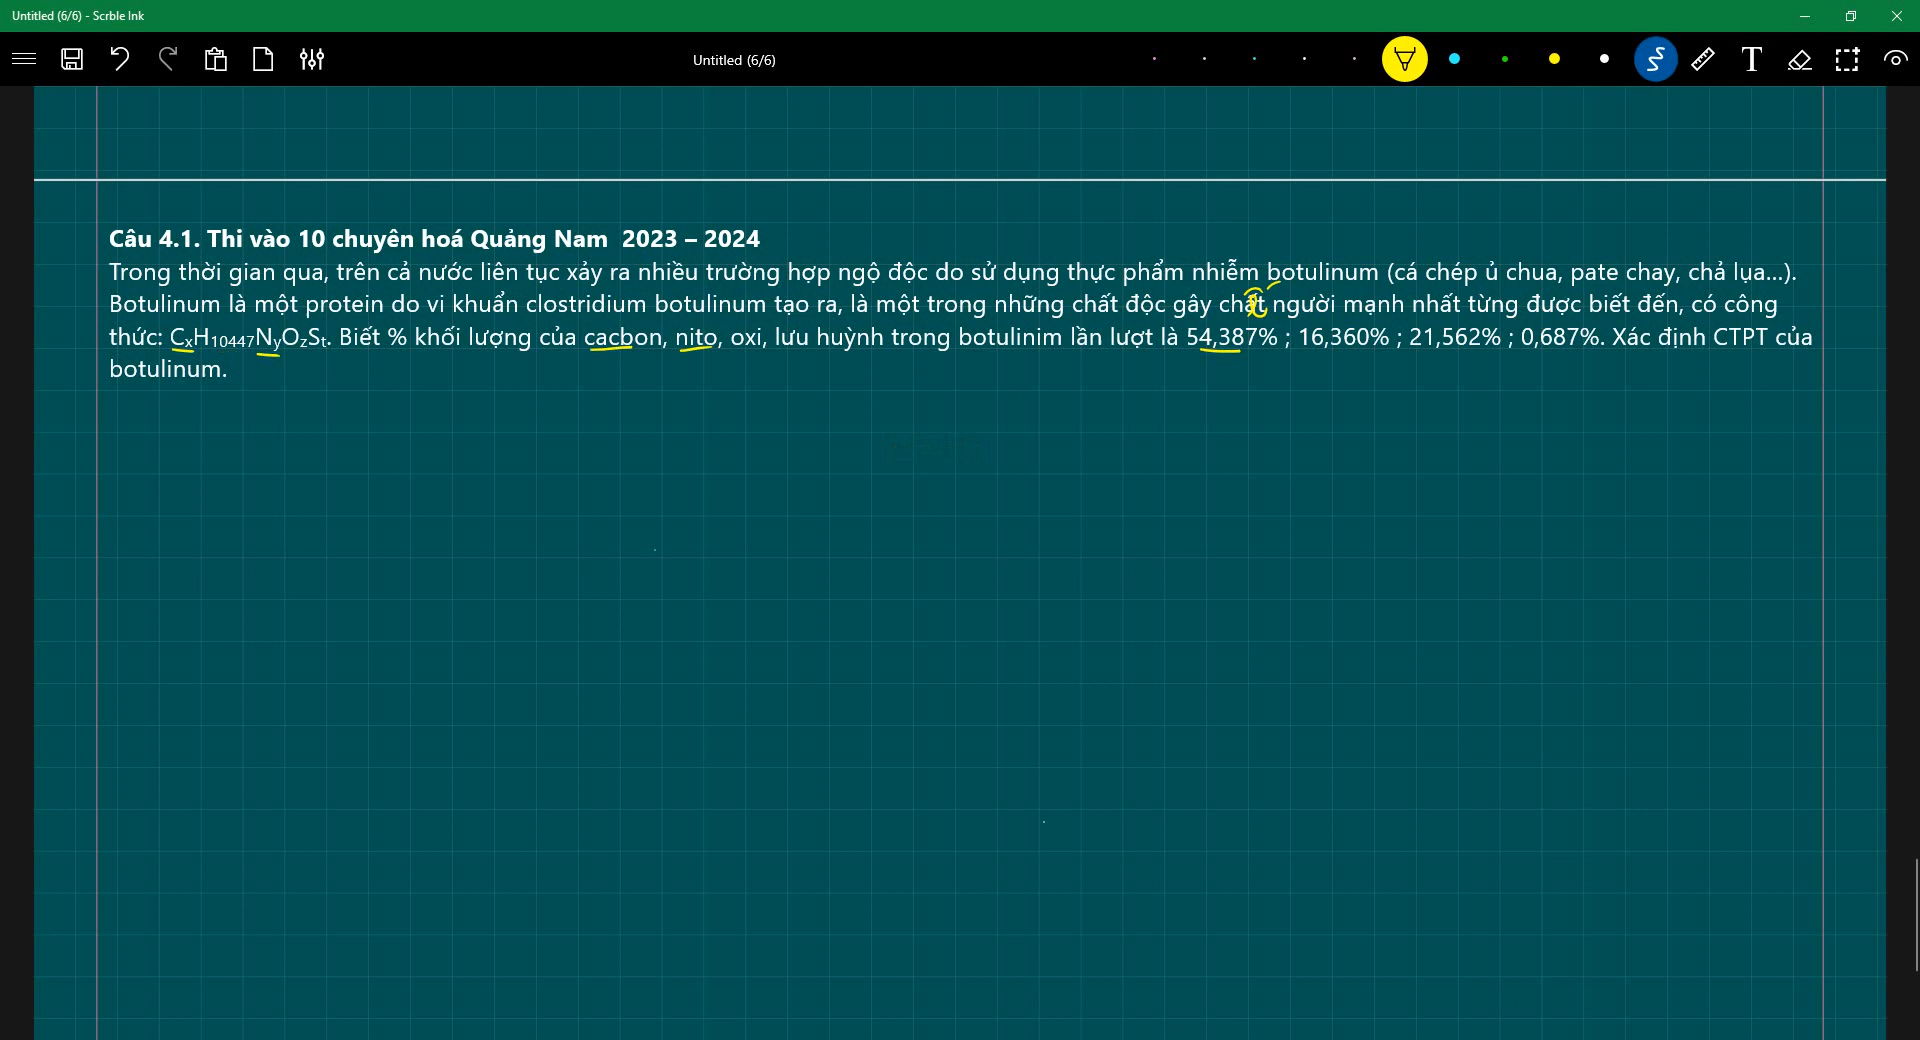 Untitled (6/6) - Scrble Ink
Untitled (6/6)
T
Câu 4.1. Thi vào 10 chuyên hoá Quảng Nam 2023 – 2024
Trong thời gian qua, trên cả nước liên tục xảy ra nhiều trường hợp ngộ độc do sử dụng thực phẩm nhiễm botulinum (cá chép ủ chua, pate chay, chả lụa...).
Botulinum là một protein do vi khuẩn clostridium botulinum tạo ra, là một trong những chất độc gây chết người mạnh nhất từng được biết đến, có công
thức: CₓH₁₀₄₄₇NyOzSt. Biết % khối lượng của cacbon, nito, oxi, lưu huỳnh trong botulinim lần lượt là 54,387% ; 16,360% ; 21,562% ; 0,687%. Xác định CTPT của
botulinum.